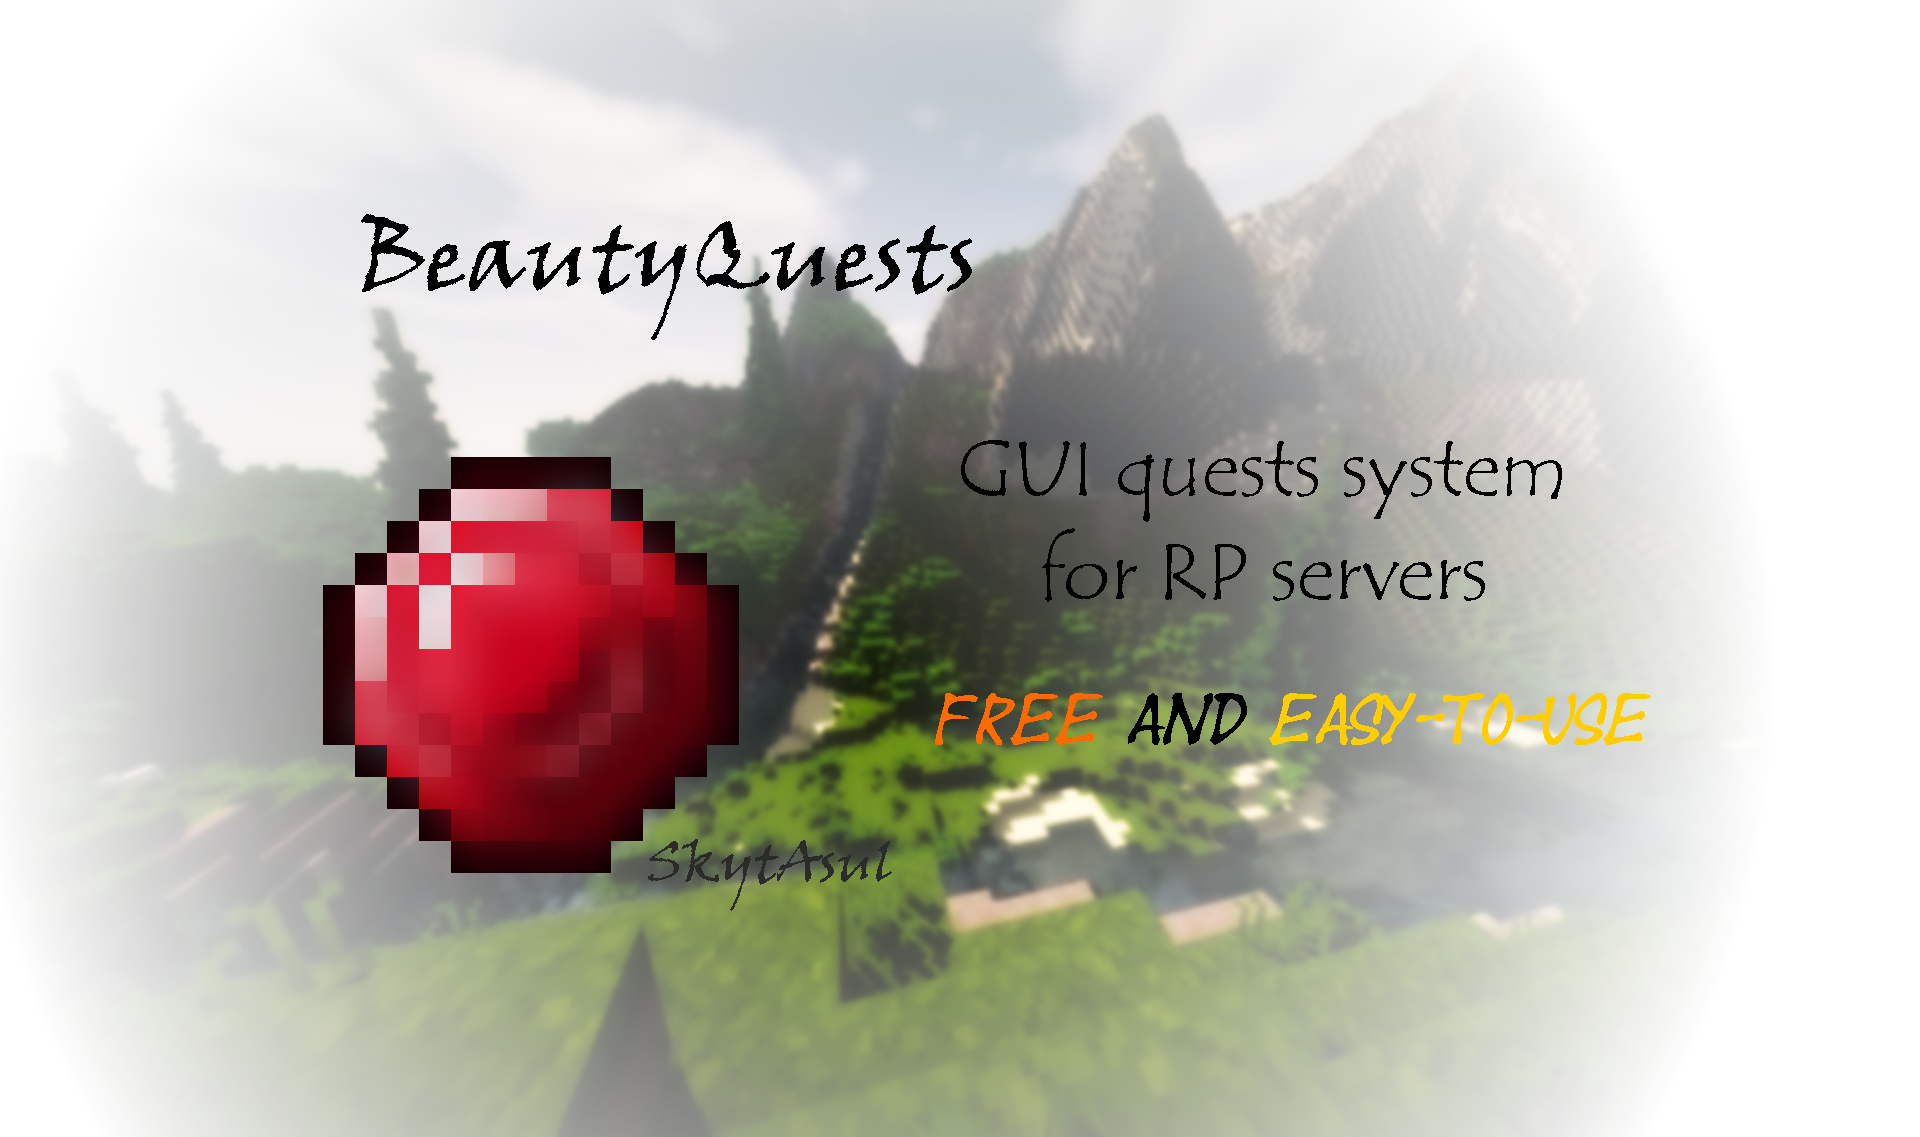 BeautyQuests
GUI quests system
for RP servers
FREE AND EASY-TO-USE
SkytAsul